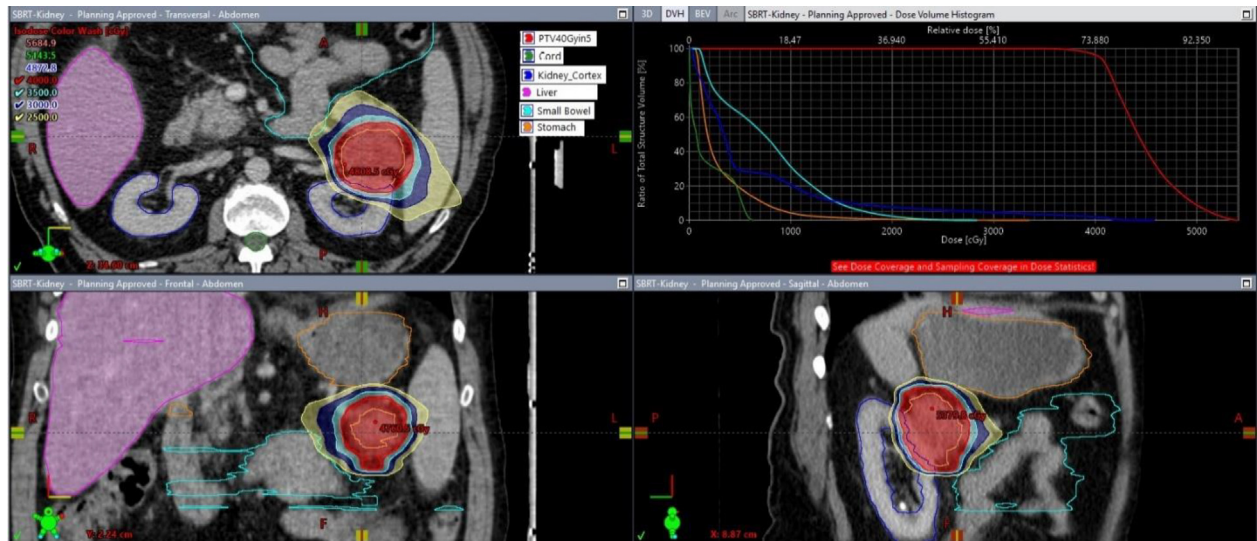 SBRT-Kidney - Planning Approved - Transversal - Abdomen
Isodose Color Wash [cGy]
5684.9
5143.5
4872.8
4000.0
3500.0
3000.0
2500.0
A
R
L
P
PTV40Gyin5
Cord
Kidney_Cortex
Liver
Small Bowel
Stomach
3D DVH BEV Arc SBRT-Kidney - Planning Approved - Dose Volume Histogram
Relative dose [%]
0 18.47 36.940 55.410 73.880 92.350
Ratio of Total Structure Volume [%]
100
80
60
40
20
0
0 1000 2000 3000 4000 5000
Dose [cGy]
See Dose Coverage and Sampling Coverage in Dose Statistics!
SBRT-Kidney - Planning Approved - Frontal - Abdomen
H
R
L
F
SBRT-Kidney - Planning Approved - Sagittal - Abdomen
H
P
A
F
X: 8.87 cm